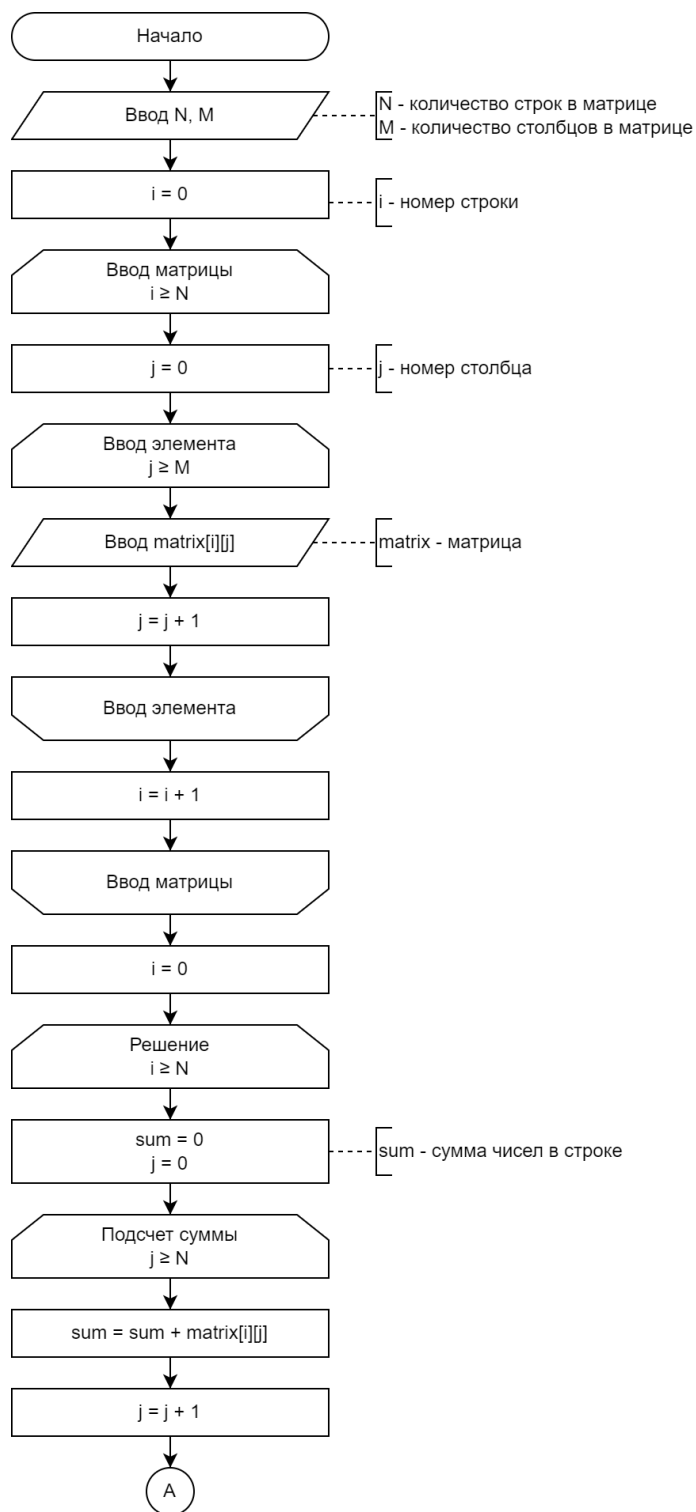 Начало
Ввод N, M
N - количество строк в матрице
M - количество столбцов в матрице
i = 0
i - номер строки
Ввод матрицы
i ≥ N
j = 0
j - номер столбца
Ввод элемента
j ≥ M
Ввод matrix[i][j]
matrix - матрица
j = j + 1
Ввод элемента
i = i + 1
Ввод матрицы
i = 0
Решение
i ≥ N
sum = 0
j = 0
sum - сумма чисел в строке
Подсчет суммы
j ≥ N
sum = sum + matrix[i][j]
j = j + 1
A